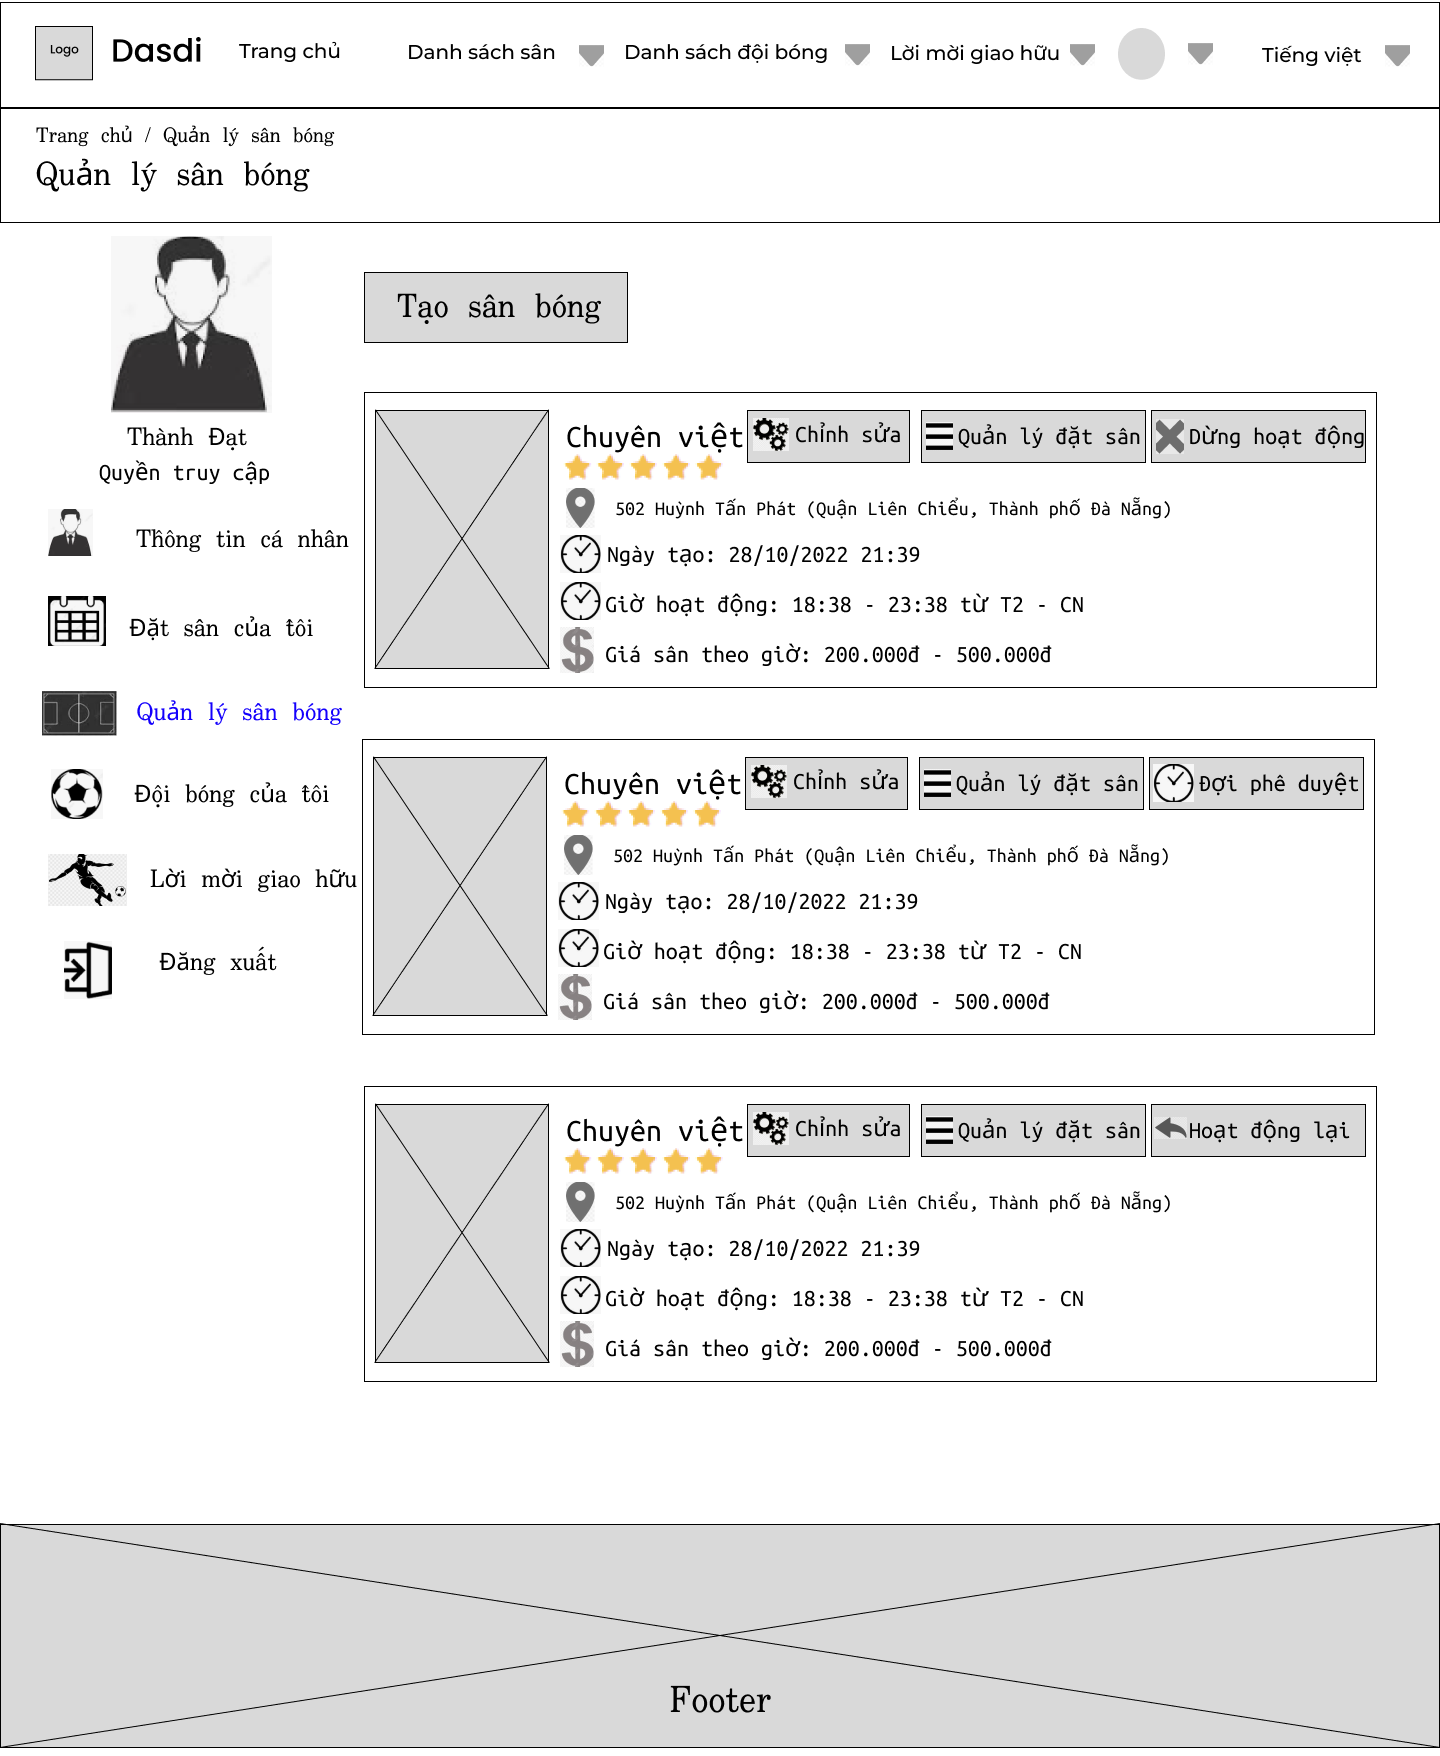 Logo
Dasdi
Trang chủ
Danh sách sân
Danh sách đội bóng
Lời mời giao hữu
Tiếng việt
Trang chủ / Quản lý sân bóng
Quản lý sân bóng
Thành Đạt
Quyền truy cập
Thông tin cá nhân
Đặt sân của tôi
Quản lý sân bóng
Đội bóng của tôi
Lời mời giao hữu
Đăng xuất
Tạo sân bóng
Chuyên việt
Chỉnh sửa
Quản lý đặt sân
Dừng hoạt động
502 Huỳnh Tấn Phát (Quận Liên Chiểu, Thành phố Đà Nẵng)
Ngày tạo: 28/10/2022 21:39
Giờ hoạt động: 18:38 - 23:38 từ T2 - CN
Giá sân theo giờ: 200.000đ - 500.000đ
Chuyên việt
Chỉnh sửa
Quản lý đặt sân
Đợi phê duyệt
502 Huỳnh Tấn Phát (Quận Liên Chiểu, Thành phố Đà Nẵng)
Ngày tạo: 28/10/2022 21:39
Giờ hoạt động: 18:38 - 23:38 từ T2 - CN
Giá sân theo giờ: 200.000đ - 500.000đ
Chuyên việt
Chỉnh sửa
Quản lý đặt sân
Hoạt động lại
502 Huỳnh Tấn Phát (Quận Liên Chiểu, Thành phố Đà Nẵng)
Ngày tạo: 28/10/2022 21:39
Giờ hoạt động: 18:38 - 23:38 từ T2 - CN
Giá sân theo giờ: 200.000đ - 500.000đ
Footer